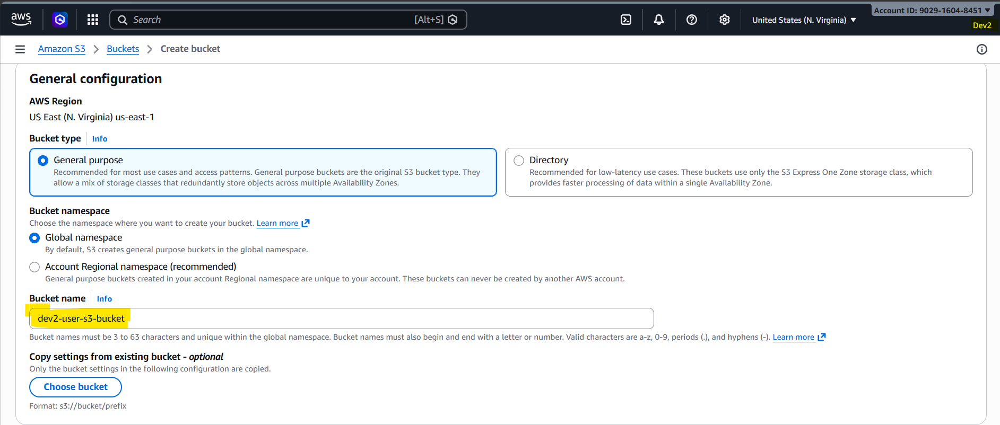 aws
Search
[Alt+S]
United States (N. Virginia)
Account ID: 9029-1604-8451
Dev2
Amazon S3
Buckets
Create bucket
General configuration
AWS Region
US East (N. Virginia) us-east-1
Bucket type
Info
General purpose
Recommended for most use cases and access patterns. General purpose buckets are the original S3 bucket type. They
allow a mix of storage classes that redundantly store objects across multiple Availability Zones.
Directory
Recommended for low-latency use cases. These buckets use only the S3 Express One Zone storage class, which
provides faster processing of data within a single Availability Zone.
Bucket namespace
Choose the namespace where you want to create your bucket. Learn more
Global namespace
By default, S3 creates general purpose buckets in the global namespace.
Account Regional namespace (recommended)
General purpose buckets created in your account Regional namespace are unique to your account. These buckets can never be created by another AWS account.
Bucket name
Info
dev2-user-s3-bucket
Bucket names must be 3 to 63 characters and unique within the global namespace. Bucket names must also begin and end with a letter or number. Valid characters are a-z, 0-9, periods (.), and hyphens (-). Learn more
Copy settings from existing bucket - optional
Only the bucket settings in the following configuration are copied.
Choose bucket
Format: s3://bucket/prefix